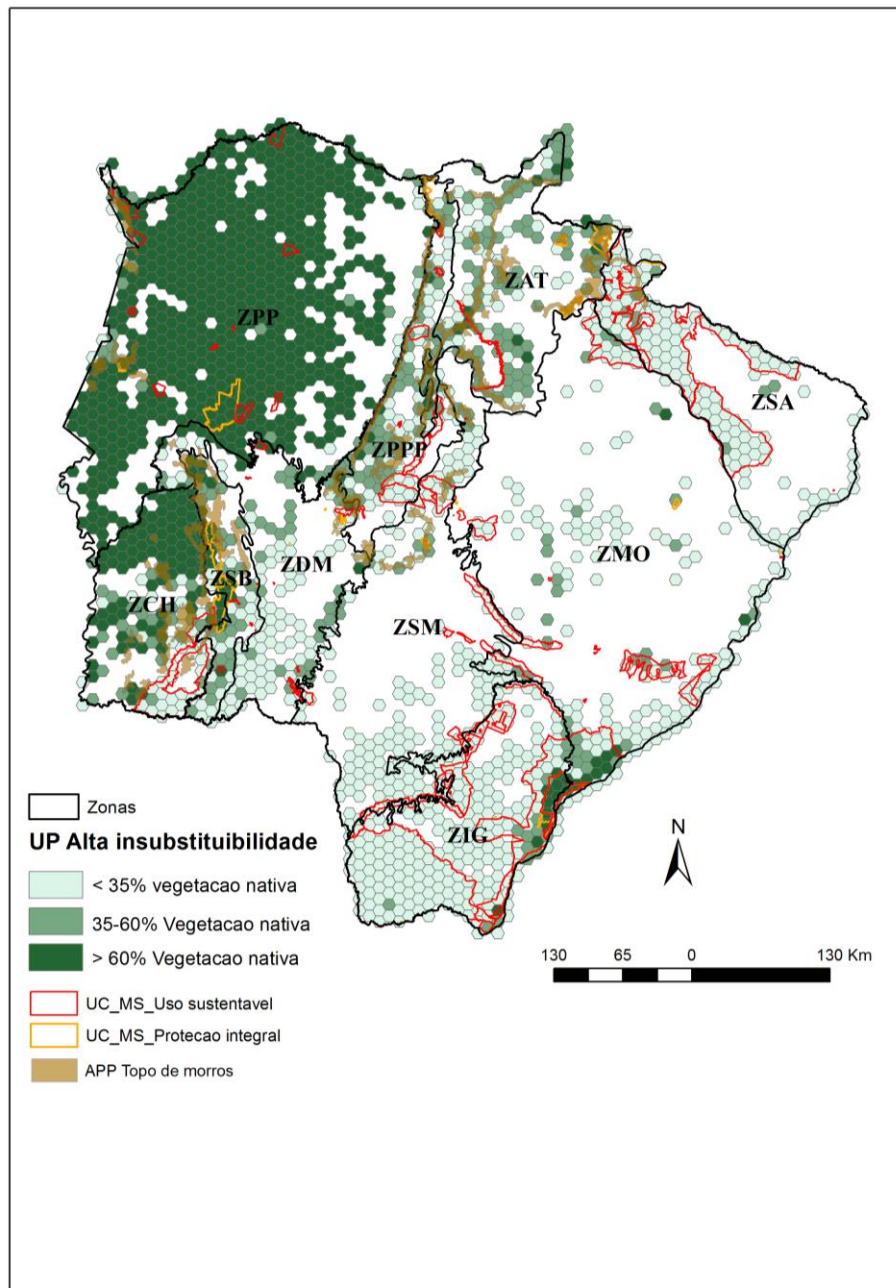 ZPP
ZAT
ZSA
ZPPP
ZDM
ZMO
ZCH
ZSB
ZSM
ZIG
Zonas
UP Alta insubstituibilidade
< 35% vegetacao nativa
35-60% Vegetacao nativa
> 60% Vegetacao nativa
UC_MS_Uso sustentavel
UC_MS_Protecao integral
APP Topo de morros
N
130 65 0 130 Km